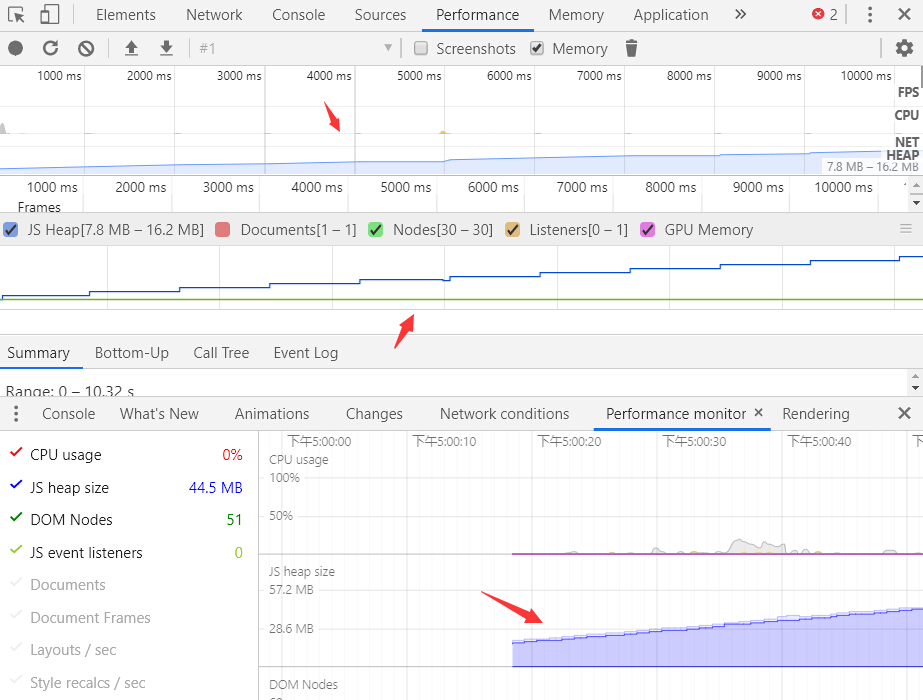 Elements Network Console Sources Performance Memory Application 2
#1 Screenshots Memory
1000 ms 2000 ms 3000 ms 4000 ms 5000 ms 6000 ms 7000 ms 8000 ms 9000 ms 10000 ms
FPS
CPU
NET
HEAP
7.8 MB – 16.2 MB
1000 ms 2000 ms 3000 ms 4000 ms 5000 ms 6000 ms 7000 ms 8000 ms 9000 ms 10000 ms
Frames
JS Heap[7.8 MB – 16.2 MB] Documents[1 – 1] Nodes[30 – 30] Listeners[0 – 1] GPU Memory
Summary Bottom-Up Call Tree Event Log
Range: 0 – 10.32 s
Console What's New Animations Changes Network conditions Performance monitor Rendering
CPU usage 0%
JS heap size 44.5 MB
DOM Nodes 51
JS event listeners 0
Documents
Document Frames
Layouts / sec
Style recalcs / sec
下午5:00:00 下午5:00:10 下午5:00:20 下午5:00:30 下午5:00:40 下
CPU usage
100%
50%
JS heap size
57.2 MB
28.6 MB
DOM Nodes